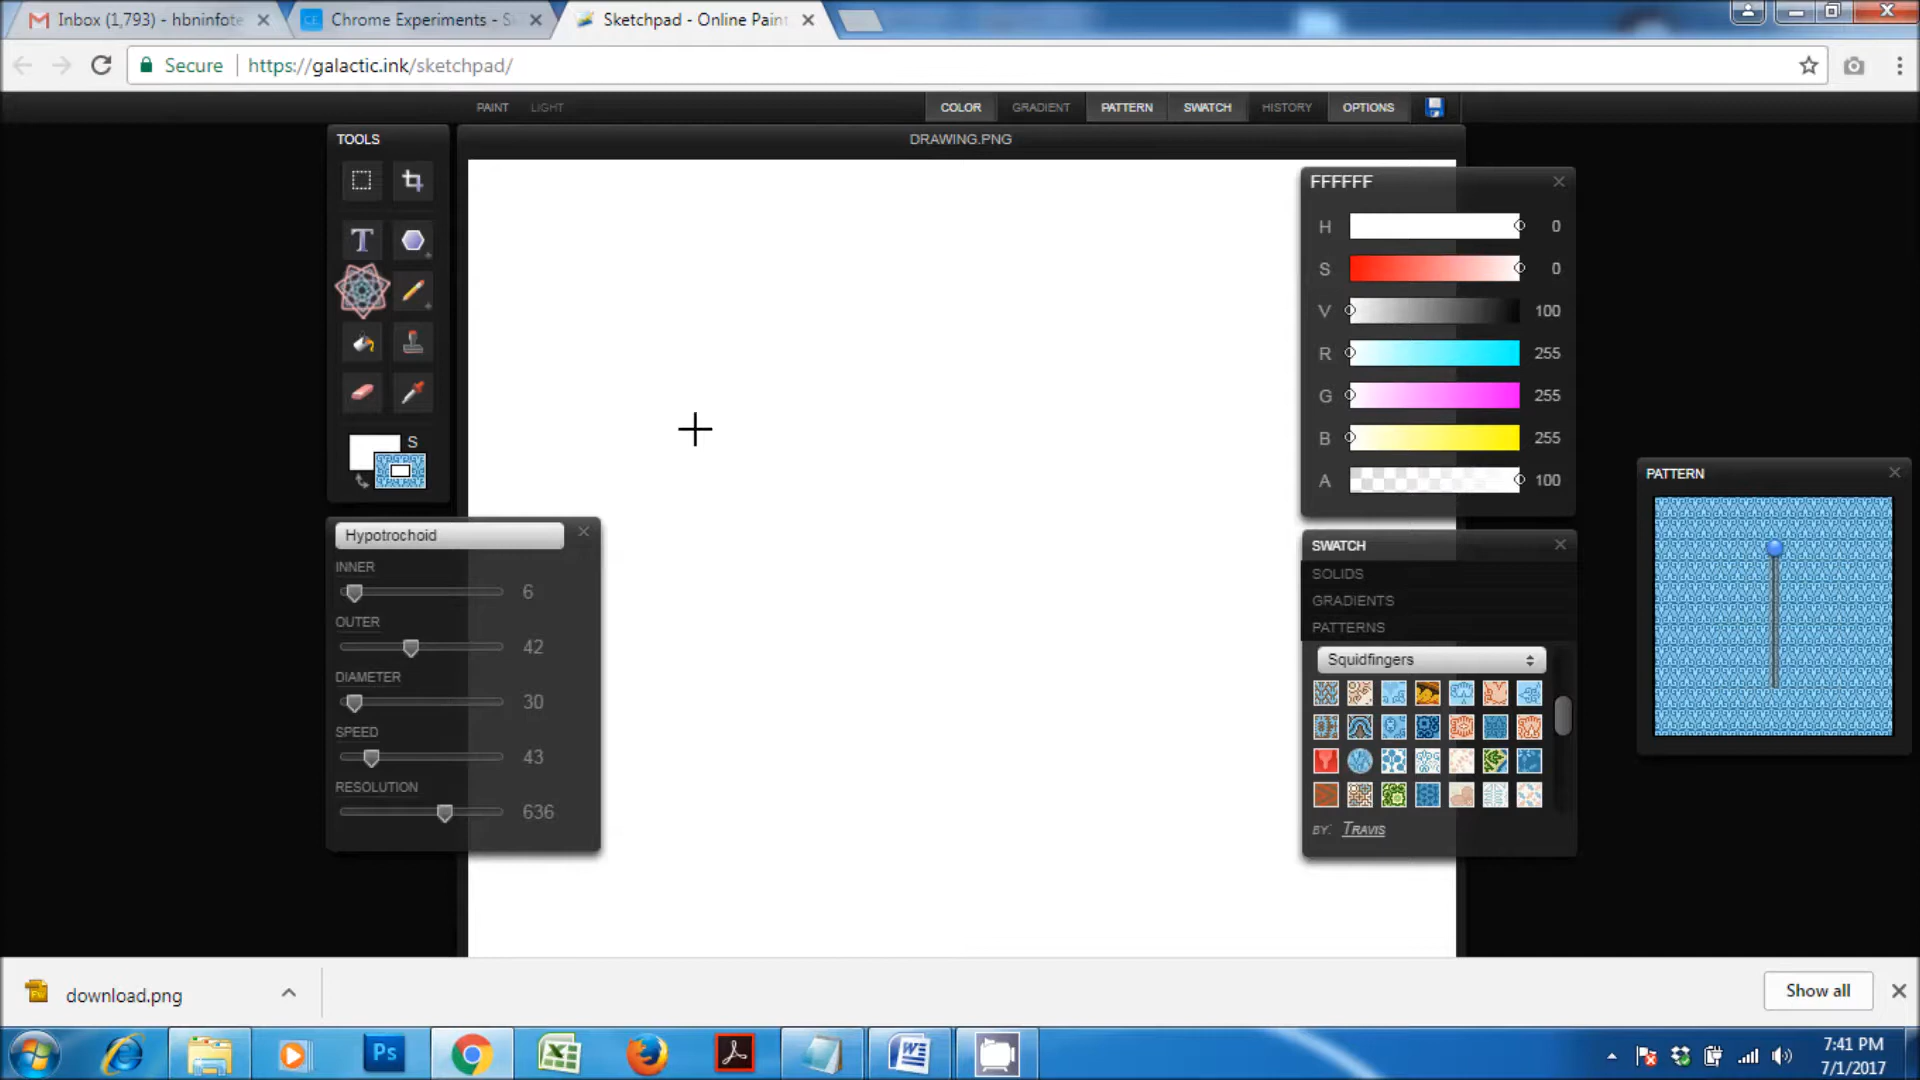 Inbox (1,793) - hbninfote
Chrome Experiments - S
Sketchpad - Online Pain
Secure
https://galactic.ink/sketchpad/
PAINT LIGHT COLOR GRADIENT PATTERN SWATCH HISTORY OPTIONS
TOOLS
DRAWING.PNG
T
S
FFFFFF
H 0
S 0
V 100
R 255
G 255
B 255
A 100
Hypotrochoid
INNER
6
OUTER
42
DIAMETER
30
SPEED
43
RESOLUTION
636
SWATCH
SOLIDS
GRADIENTS
PATTERNS
Squidfingers
BY: TRAVIS
PATTERN
download.png
Show all
Ps
7:41 PM
7/1/2017